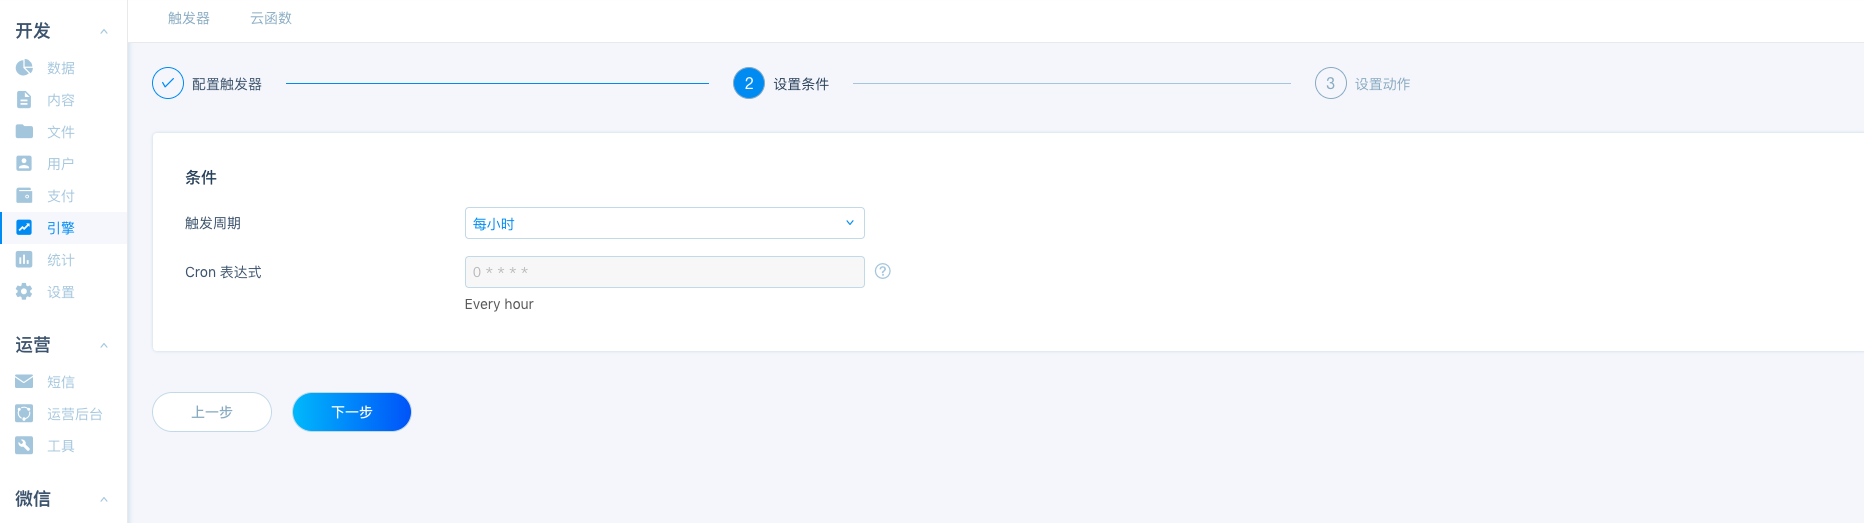 开发
数据
内容
文件
用户
支付
引擎
统计
设置
运营
短信
运营后台
工具
微信
触发器 云函数
配置触发器 2 设置条件 3 设置动作
条件
触发周期 每小时
Cron 表达式 0 * * * *
Every hour
上一步 下一步